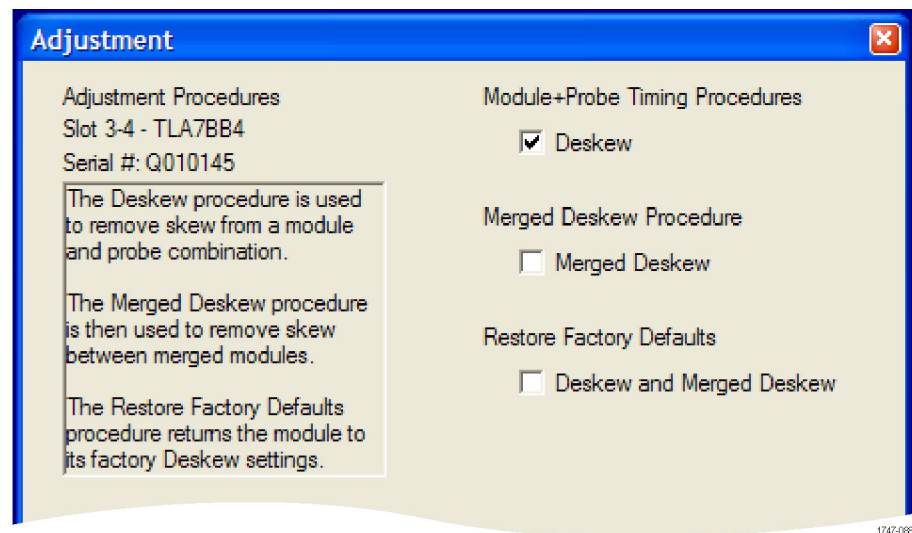 Adjustment
Adjustment Procedures
Slot 3-4 - TLA7BB4
Serial #: Q010145
The Deskew procedure is used
to remove skew from a module
and probe combination.
The Merged Deskew procedure
is then used to remove skew
between merged modules.
The Restore Factory Defaults
procedure returns the module to
its factory Deskew settings.
Module+Probe Timing Procedures
Deskew
Merged Deskew Procedure
Merged Deskew
Restore Factory Defaults
Deskew and Merged Deskew